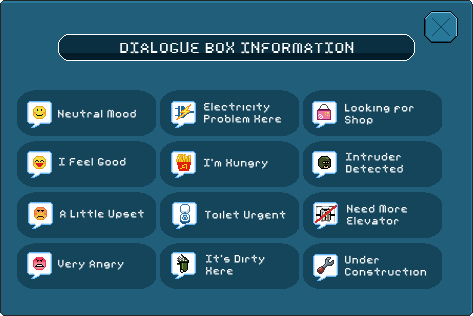 DIALOGUE BOX INFORMATION
Neutral Mood
Electricity
Problem Here
Looking for
Shop
I Feel Good
I'm Hungry
Intruder
Detected
A Little Upset
Toilet Urgent
Need More
Elevator
Very Angry
It's Dirty
Here
Under
Construction